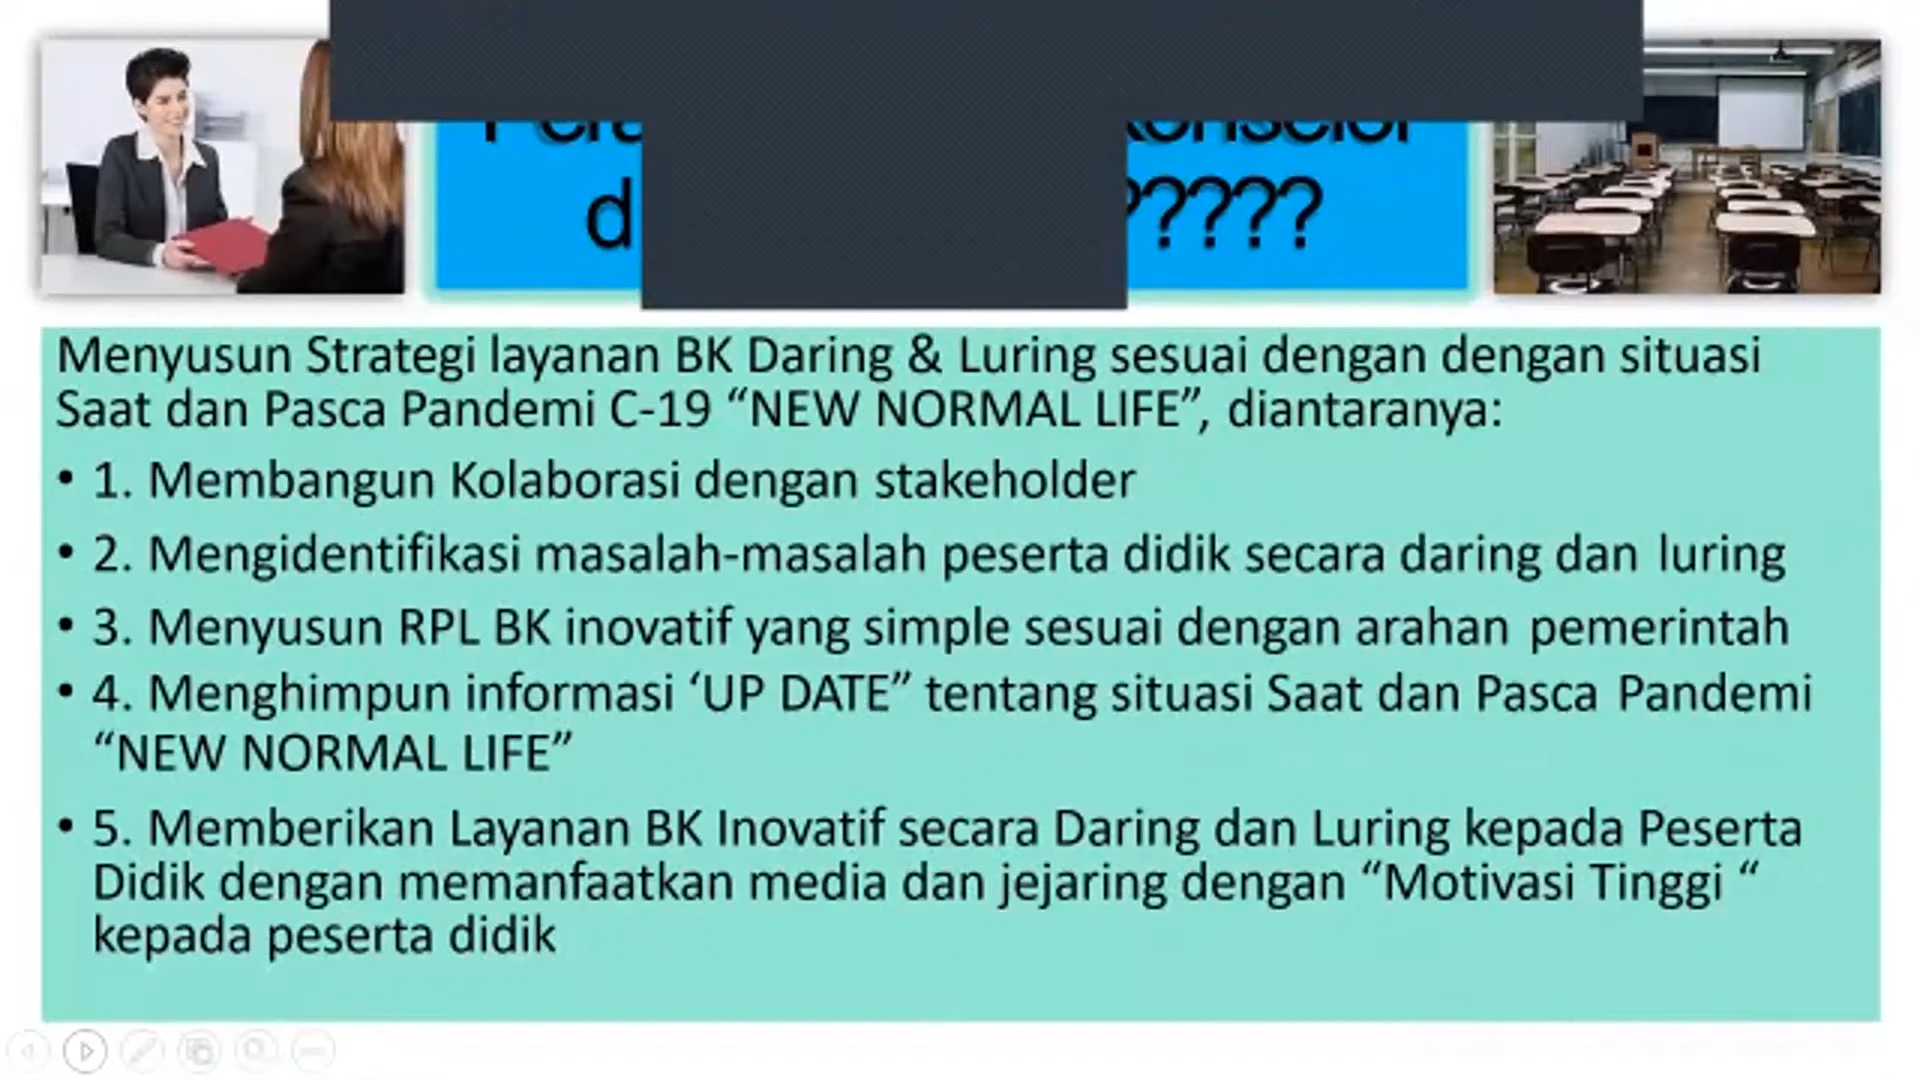 ?????
Menyusun Strategi layanan BK Daring & Luring sesuai dengan dengan situasi
Saat dan Pasca Pandemi C-19 “NEW NORMAL LIFE”, diantaranya:
• 1. Membangun Kolaborasi dengan stakeholder
• 2. Mengidentifikasi masalah-masalah peserta didik secara daring dan luring
• 3. Menyusun RPL BK inovatif yang simple sesuai dengan arahan pemerintah
• 4. Menghimpun informasi ‘UP DATE” tentang situasi Saat dan Pasca Pandemi
“NEW NORMAL LIFE”
• 5. Memberikan Layanan BK Inovatif secara Daring dan Luring kepada Peserta
Didik dengan memanfaatkan media dan jejaring dengan “Motivasi Tinggi “
kepada peserta didik